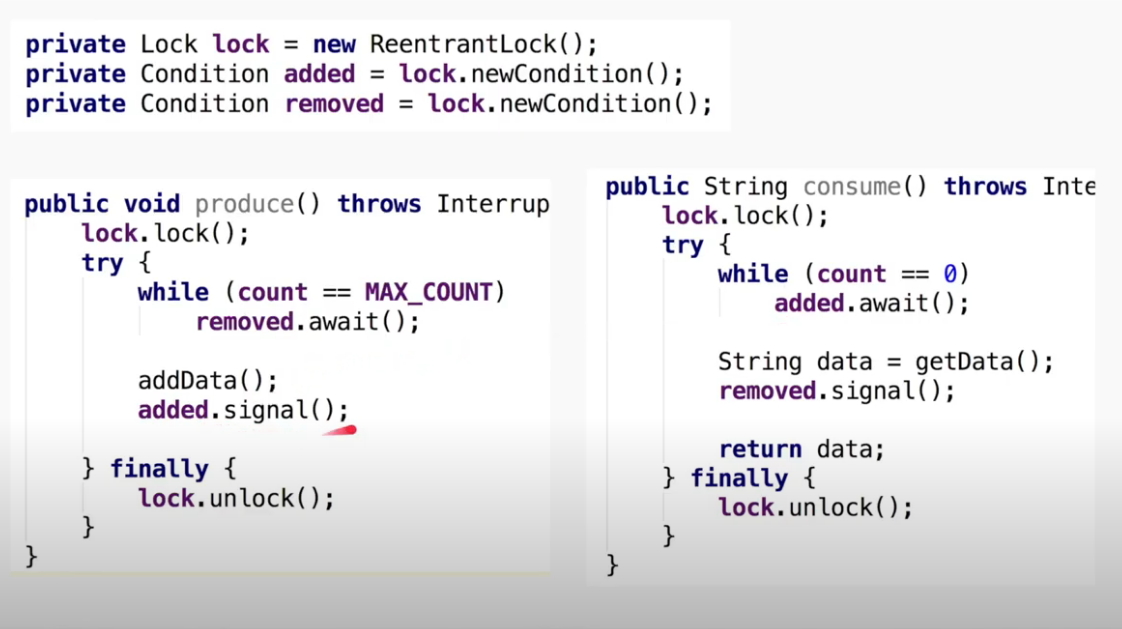 private Lock lock = new ReentrantLock();
private Condition added = lock.newCondition();
private Condition removed = lock.newCondition();
public void produce() throws Interrup
lock.lock();
try {
while (count == MAX_COUNT)
removed.await();
addData();
added.signal();
} finally {
lock.unlock();
}
}
public String consume() throws Inte
lock.lock();
try {
while (count == 0)
added.await();
String data = getData();
removed.signal();
return data;
} finally {
lock.unlock();
}
}